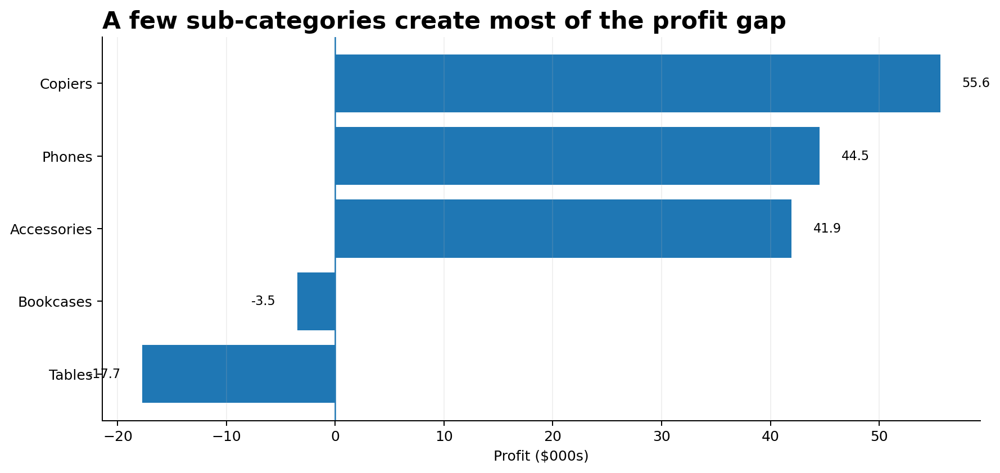 A few sub-categories create most of the profit gap
Copiers 55.6
Phones 44.5
Accessories 41.9
Bookcases -3.5
Tables -17.7
−20 −10 0 10 20 30 40 50
Profit ($000s)